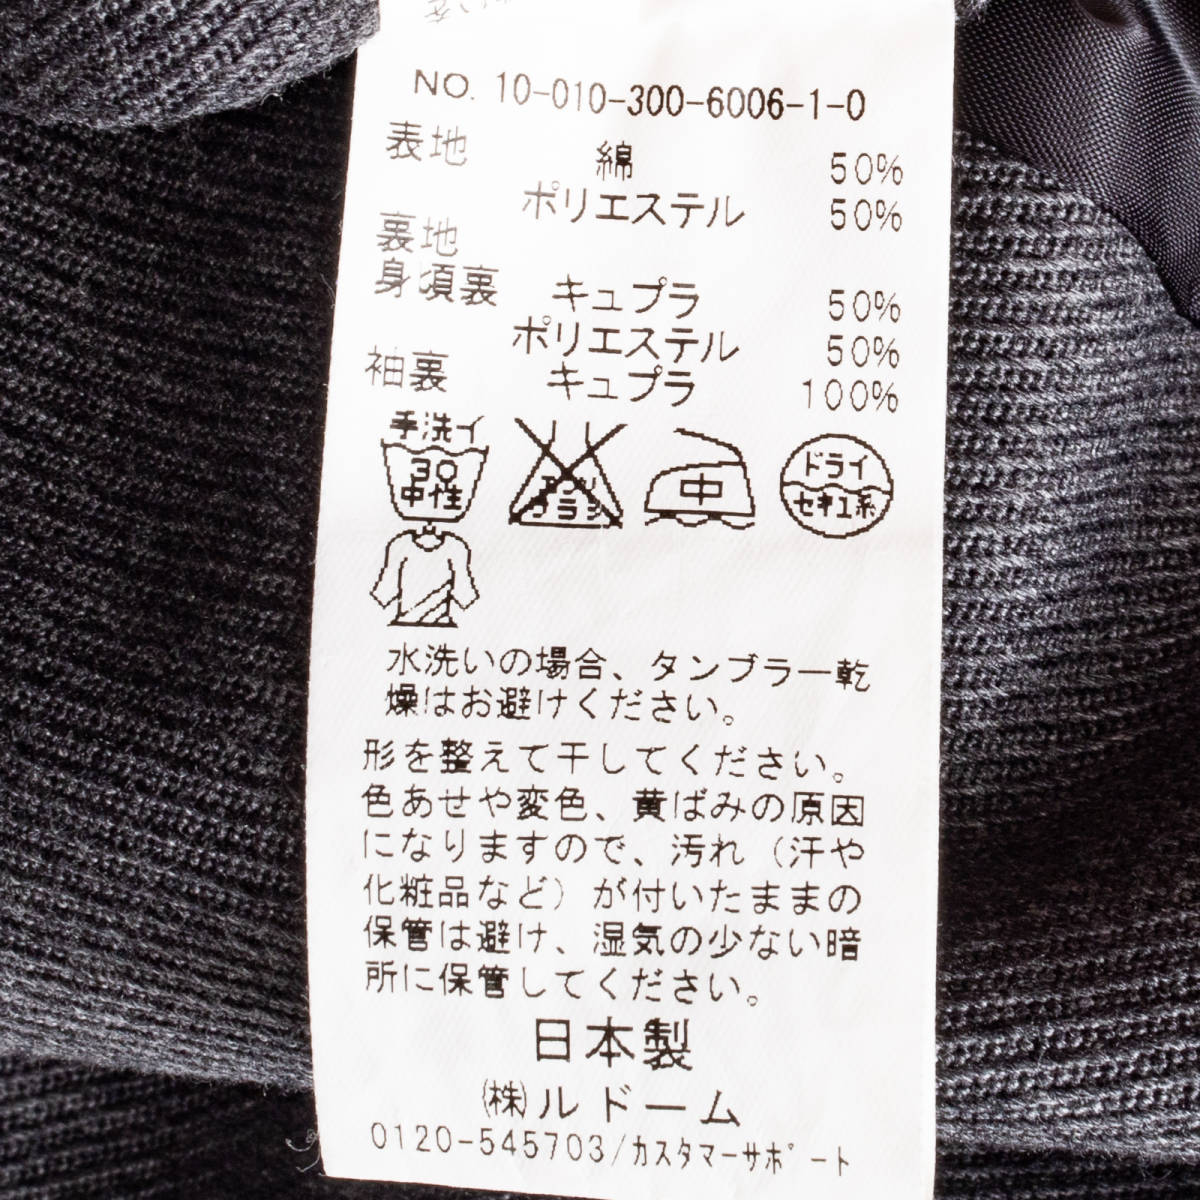 NO. 10-010-300-6006-1-0
表地
綿 50%
ポリエステル 50%
裏地
身頃裏 キュプラ 50%
ポリエステル 50%
袖裏 キュプラ 100%
手洗イ
30
中性
エンソ
ブラシ
中
ドライ
セキユ系
水洗いの場合、タンブラー乾
燥はお避けください。
形を整えて干してください。
色あせや変色、黄ばみの原因
になりますので、汚れ（汗や
化粧品など）が付いたままの
保管は避け、湿気の少ない暗
所に保管してください。
日本製
㈱ルドーム
0120-545703/カスタマーサポート